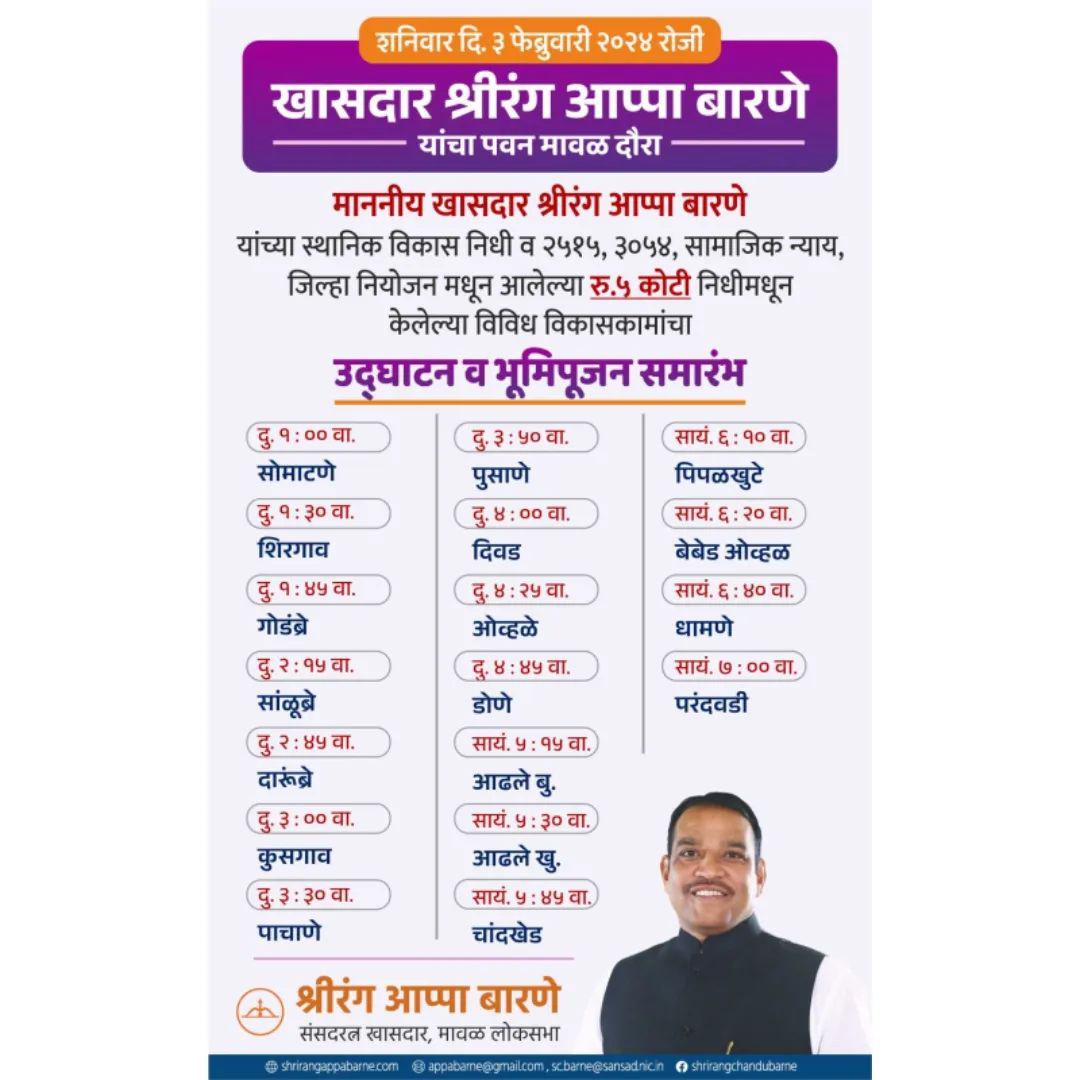 शनिवार दि. ३ फेब्रुवारी २०२४ रोजी
खासदार श्रीरंग आप्पा बारणे
यांचा पवन मावळ दौरा
माननीय खासदार श्रीरंग आप्पा बारणे
यांच्या स्थानिक विकास निधी व २५१५, ३०५४, सामाजिक न्याय,
जिल्हा नियोजन मधून आलेल्या रु.५ कोटी निधीमधून
केलेल्या विविध विकासकामांचा
उद्‌घाटन व भूमिपूजन समारंभ
दु. १ : ०० वा.
सोमाटणे
दु. १ : ३० वा.
शिरगाव
दु. १ : ४५ वा.
गोडंब्रे
दु. २ : १५ वा.
सांळूब्रे
दु. २ : ४५ वा.
दारूंब्रे
दु. ३ : ०० वा.
कुसगाव
दु. ३ : ३० वा.
पाचाणे
दु. ३ : ५० वा.
पुसाणे
दु. ४ : ०० वा.
दिवड
दु. ४ : २५ वा.
ओव्हळे
दु. ४ : ४५ वा.
डोणे
सायं. ५ : १५ वा.
आढले बु.
सायं. ५ : ३० वा.
आढले खु.
सायं. ५ : ४५ वा.
चांदखेड
सायं. ६ : १० वा.
पिपळखुटे
सायं. ६ : २० वा.
बेबेड ओव्हळ
सायं. ६ : ४० वा.
धामणे
सायं. ७ : ०० वा.
परंदवडी
श्रीरंग आप्पा बारणे
संसदरत्न खासदार, मावळ लोकसभा
shrirangappabarne.com appabarne@gmail.com , sc.barne@sansad.nic.in shrirangchandubarne